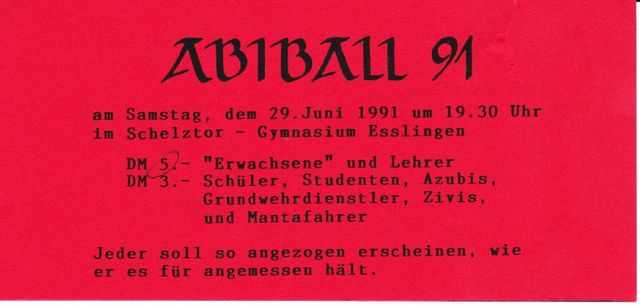 ABIBALL 91
am Samstag, dem 29.Juni 1991 um 19.30 Uhr
im Schelztor - Gymnasium Esslingen
DM 5.- "Erwachsene" und Lehrer
DM 3.- Schüler, Studenten, Azubis,
Grundwehrdienstler, Zivis,
und Mantafahrer
Jeder soll so angezogen erscheinen, wie
er es für angemessen hält.